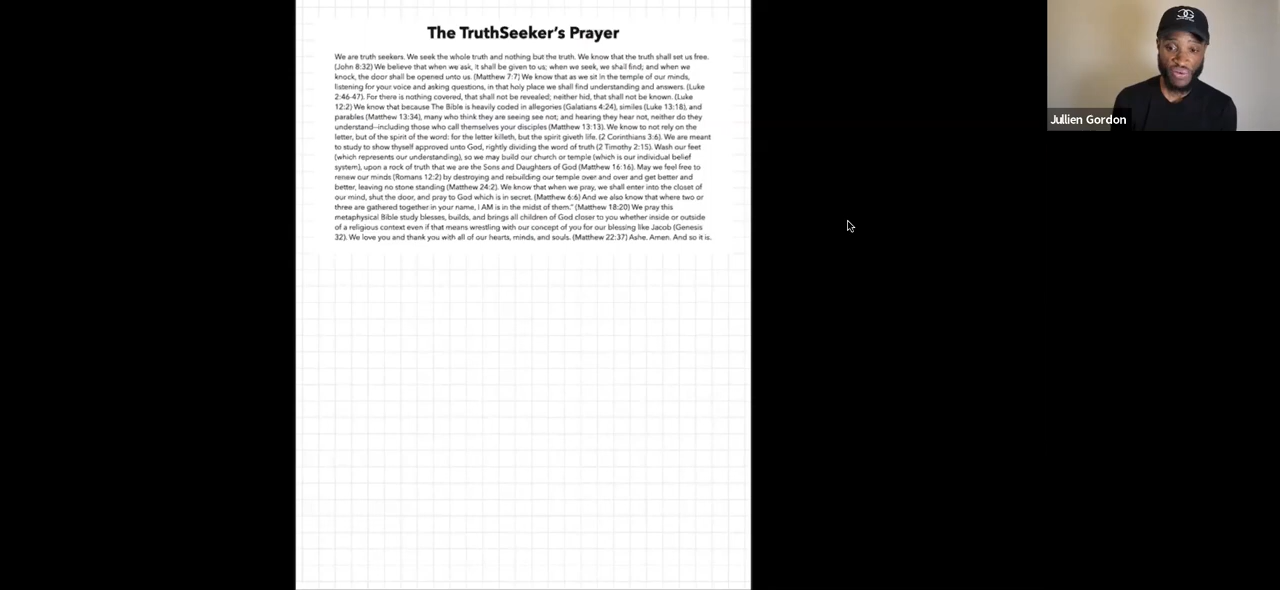 The TruthSeeker's Prayer
We are truth seekers. We seek the whole truth and nothing but the truth. We know that the truth shall set us free.
(John 8:32) We believe that when we ask, it shall be given to us; when we seek, we shall find; and when we
knock, the door shall be opened unto us. (Matthew 7:7) We know that as we sit in the temple of our minds,
listening for your voice and asking questions, in that holy place we shall find understanding and answers. (Luke
2:46-47). For there is nothing covered, that shall not be revealed; neither hid, that shall not be known. (Luke
12:2) We know that because The Bible is heavily coded in allegories (Galatians 4:24), similes (Luke 13:18), and
parables (Matthew 13:34), many who think they are seeing see not; and hearing they hear not, neither do they
understand--including those who call themselves your disciples (Matthew 13:13). We know to not rely on the
letter, but of the spirit of the word: for the letter killeth, but the spirit giveth life. (2 Corinthians 3:6). We are meant
to study to show thyself approved unto God, rightly dividing the word of truth (2 Timothy 2:15). Wash our feet
(which represents our understanding), so we may build our church or temple (which is our individual belief
system), upon a rock of truth that we are the Sons and Daughters of God (Matthew 16:16). May we feel free to
renew our minds (Romans 12:2) by destroying and rebuilding our temple over and over and get better and
better, leaving no stone standing (Matthew 24:2). We know that when we pray, we shall enter into the closet of
our mind, shut the door, and pray to God which is in secret. (Matthew 6:6) And we also know that where two or
three are gathered together in your name, I AM is in the midst of them." (Matthew 18:20) We pray this
metaphysical Bible study blesses, builds, and brings all children of God closer to you whether inside or outside
of a religious context even if that means wrestling with our concept of you for our blessing like Jacob (Genesis
32). We love you and thank you with all of our hearts, minds, and souls. (Matthew 22:37) Ashe. Amen. And so it is.
Jullien Gordon